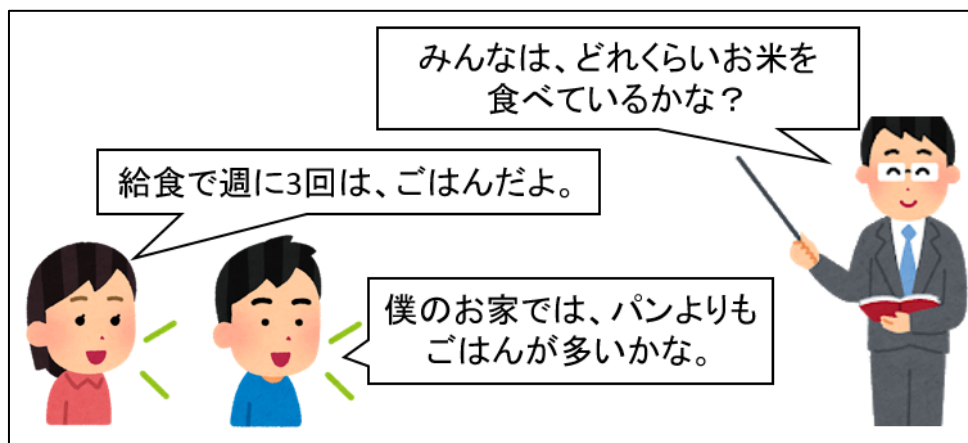 みんなは、どれくらいお米を
食べているかな？
給食で週に3回は、ごはんだよ。
僕のお家では、パンよりも
ごはんが多いかな。